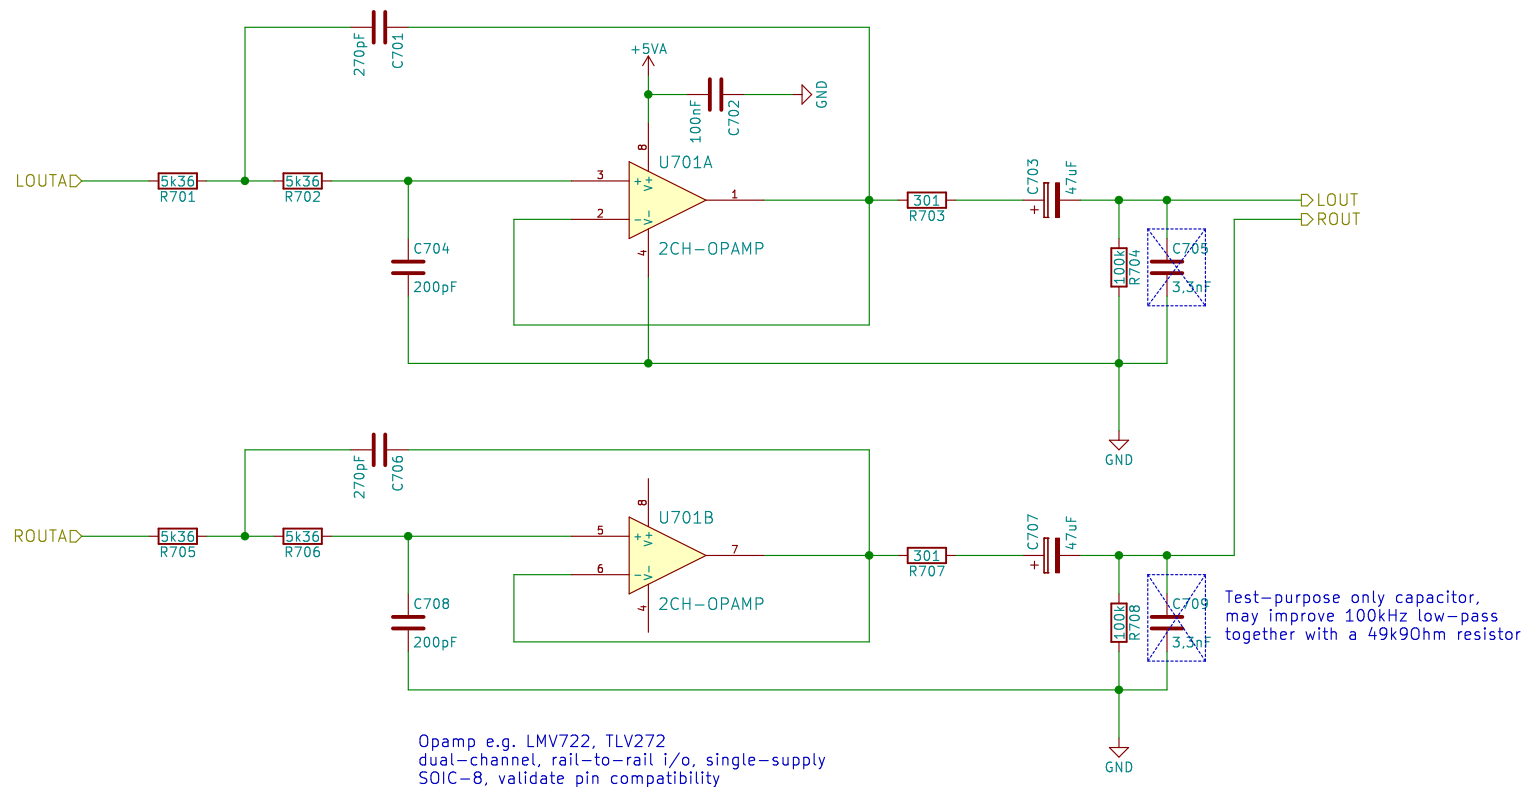 270pF
C701
+5VA
100nF
C702
GND
LOUTA
5k36
R701
5k36
R702
3
2
8
4
1
+
-
V+
V-
U701A
2CH-OPAMP
301
R703
C703
+
47uF
LOUT
ROUT
C704
200pF
100k
R704
C705
3,3nF
GND
270pF
C706
ROUTA
5k36
R705
5k36
R706
5
6
8
4
7
+
-
V+
V-
U701B
2CH-OPAMP
301
R707
C707
+
47uF
C708
200pF
100k
R708
C709
3,3nF
Test-purpose only capacitor,
may improve 100kHz low-pass
together with a 49k9Ohm resistor
GND
Opamp e.g. LMV722, TLV272
dual-channel, rail-to-rail i/o, single-supply
SOIC-8, validate pin compatibility